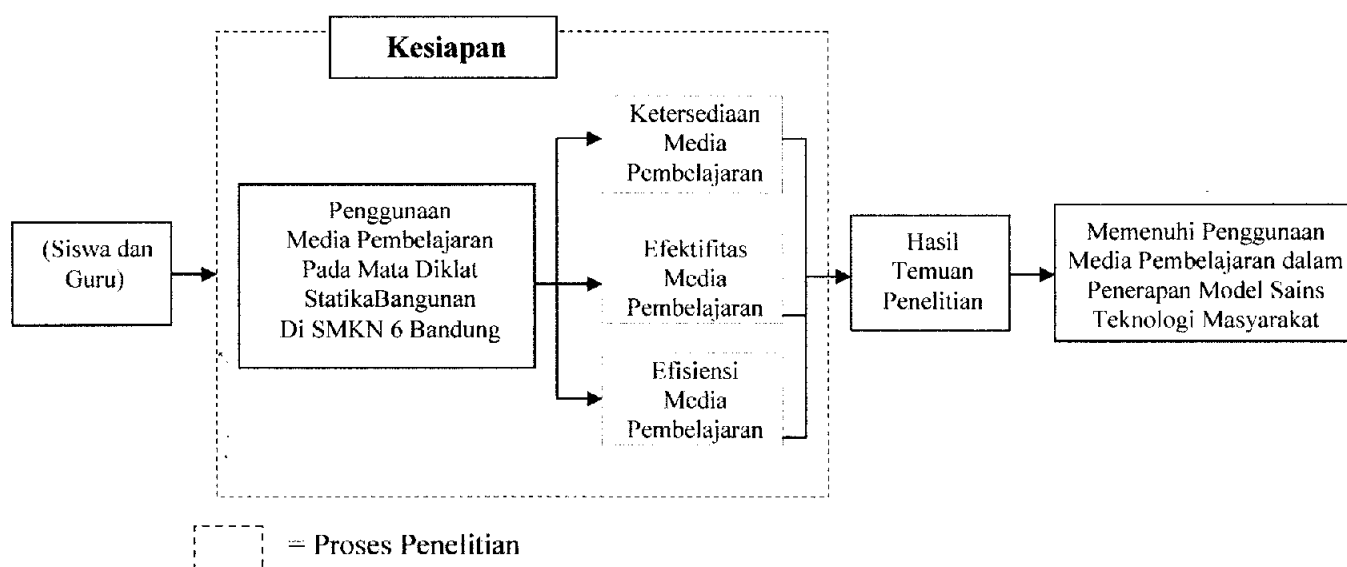 Kesiapan
(Siswa dan
Guru)
Penggunaan
Media Pembelajaran
Pada Mata Diklat
StatikaBangunan
Di SMKN 6 Bandung
Ketersediaan
Media
Pembelajaran
Efektifitas
Media
Pembelajaran
Efisiensi
Media
Pembelajaran
Hasil
Temuan
Penelitian
Memenuhi Penggunaan
Media Pembelajaran dalam
Penerapan Model Sains
Teknologi Masyarakat
= Proses Penelitian